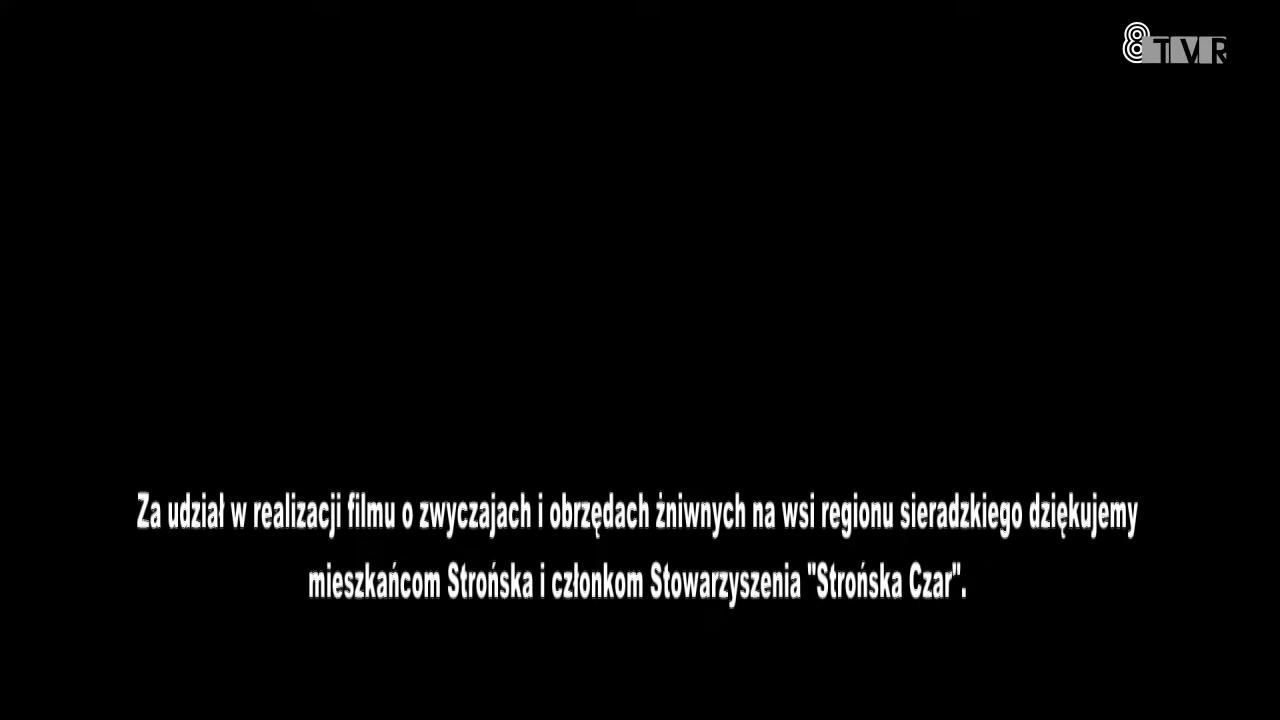 8TVR
Za udział w realizacji filmu o zwyczajach i obrzędach żniwnych na wsi regionu sieradzkiego dziękujemy
mieszkańcom Strońska i członkom Stowarzyszenia "Strońska Czar".